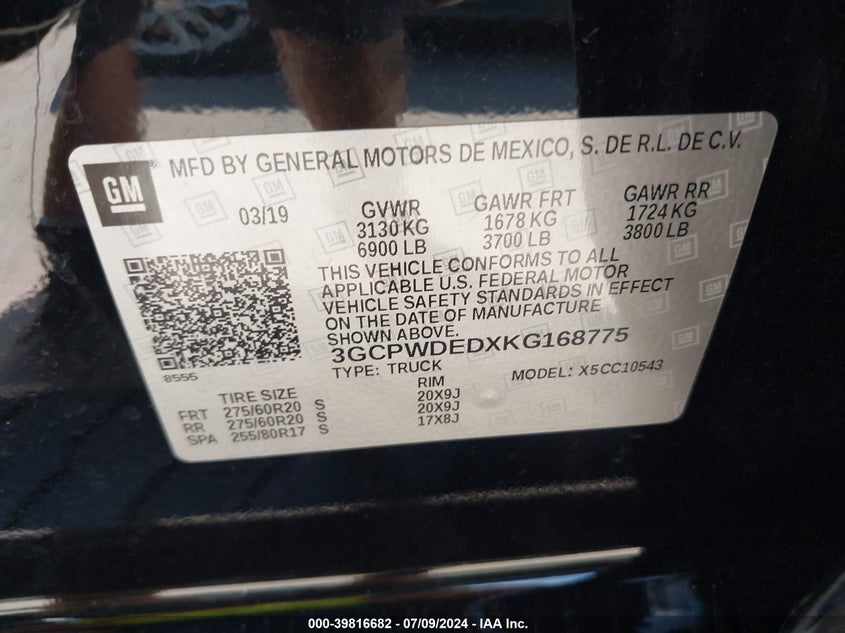 GM
MFD BY GENERAL MOTORS DE MEXICO, S. DE R.L. DE C.V.
03/19
GVWR
3130 KG
6900 LB
GAWR FRT
1678 KG
3700 LB
GAWR RR
1724 KG
3800 LB
THIS VEHICLE CONFORMS TO ALL
APPLICABLE U.S. FEDERAL MOTOR
VEHICLE SAFETY STANDARDS IN EFFECT
ON THE DATE OF MANUFACTURE
SHOWN ABOVE.
3GCPWDEDXKG168775
TYPE: TRUCK MODEL: X5CC10543
8555
TIRE SIZE RIM
FRT 275/60R20 S 20X9J
RR 275/60R20 S 20X9J
SPA 255/80R17 S 17X8J
000-39816682 / 07/09/2024 - IAA Inc.